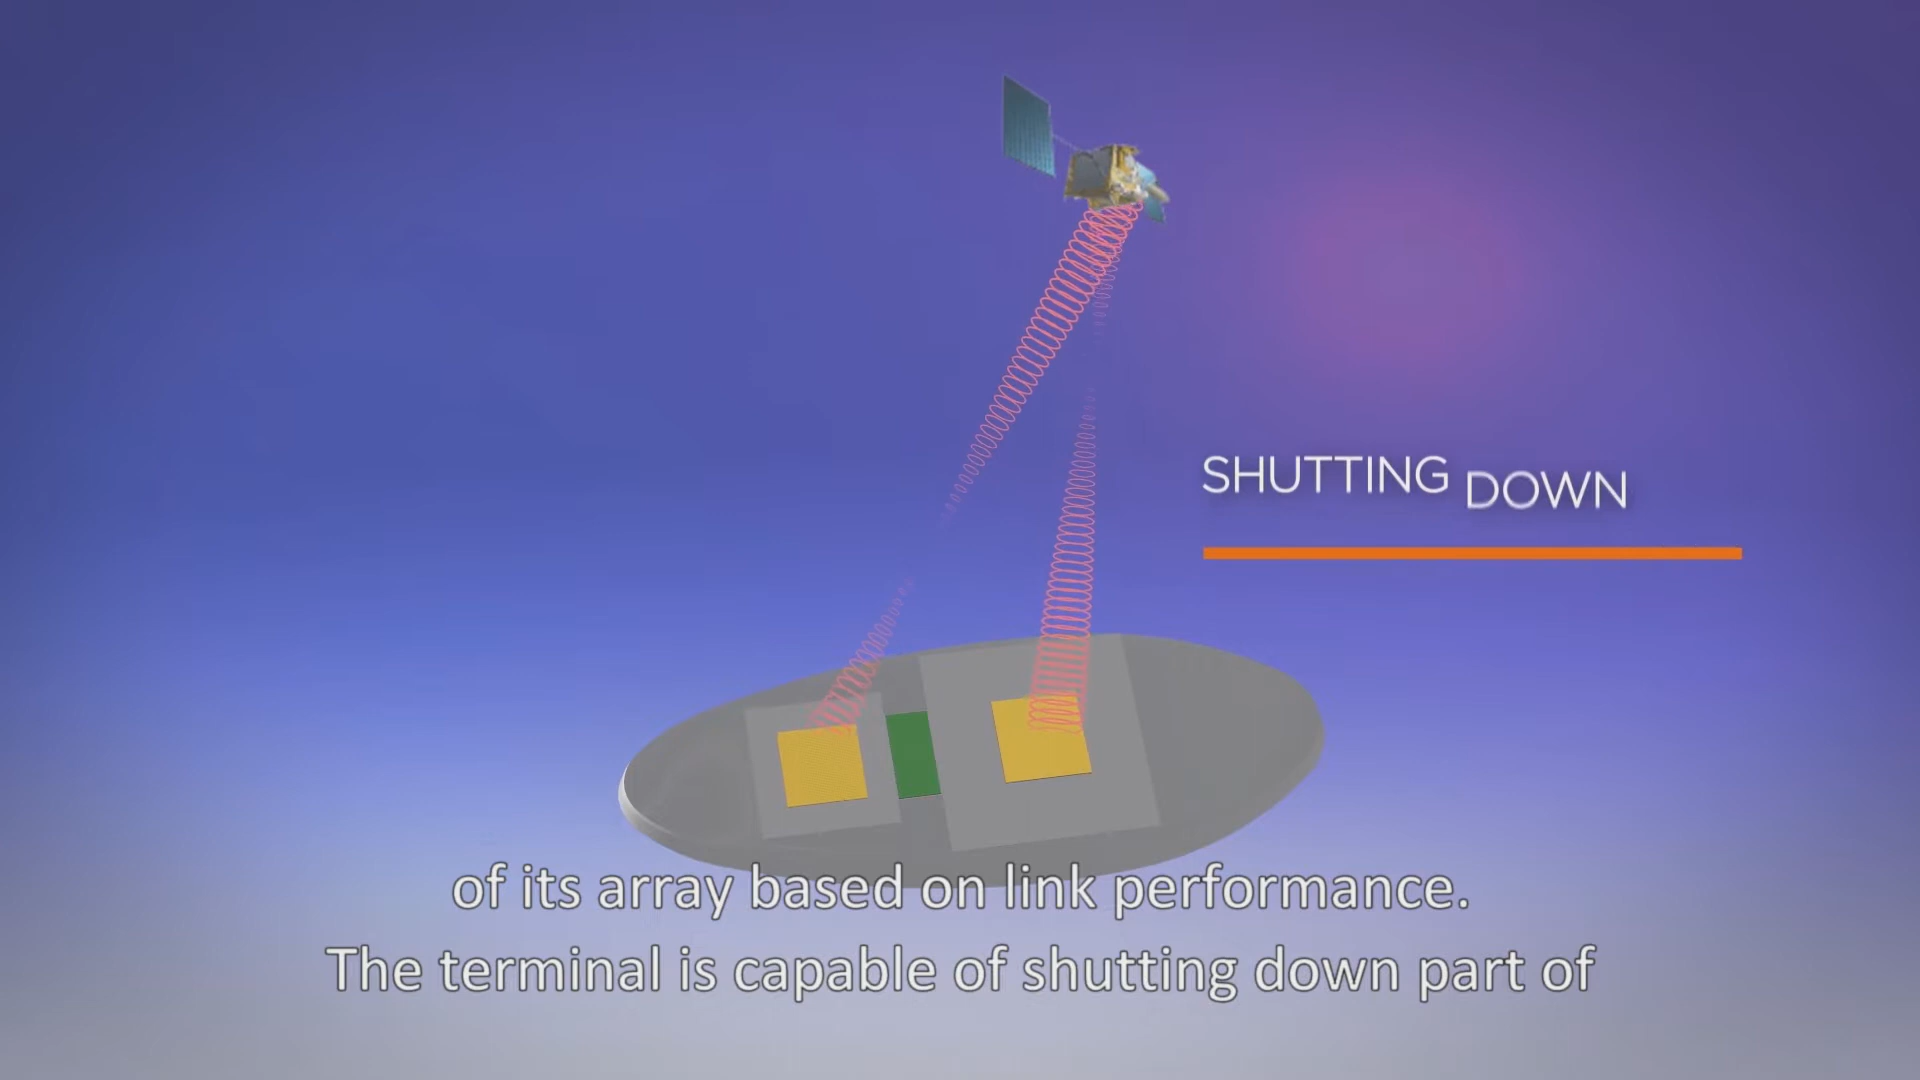 SHUTTING DOWN
of its array based on link performance.
The terminal is capable of shutting down part of